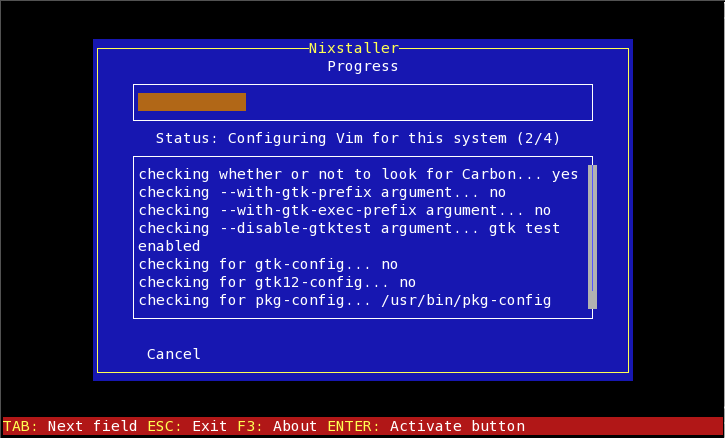 Nixstaller
Progress
Status: Configuring Vim for this system (2/4)
checking whether or not to look for Carbon... yes
checking --with-gtk-prefix argument... no
checking --with-gtk-exec-prefix argument... no
checking --disable-gtktest argument... gtk test
enabled
checking for gtk-config... no
checking for gtk12-config... no
checking for pkg-config... /usr/bin/pkg-config
Cancel
TAB: Next field ESC: Exit F3: About ENTER: Activate button